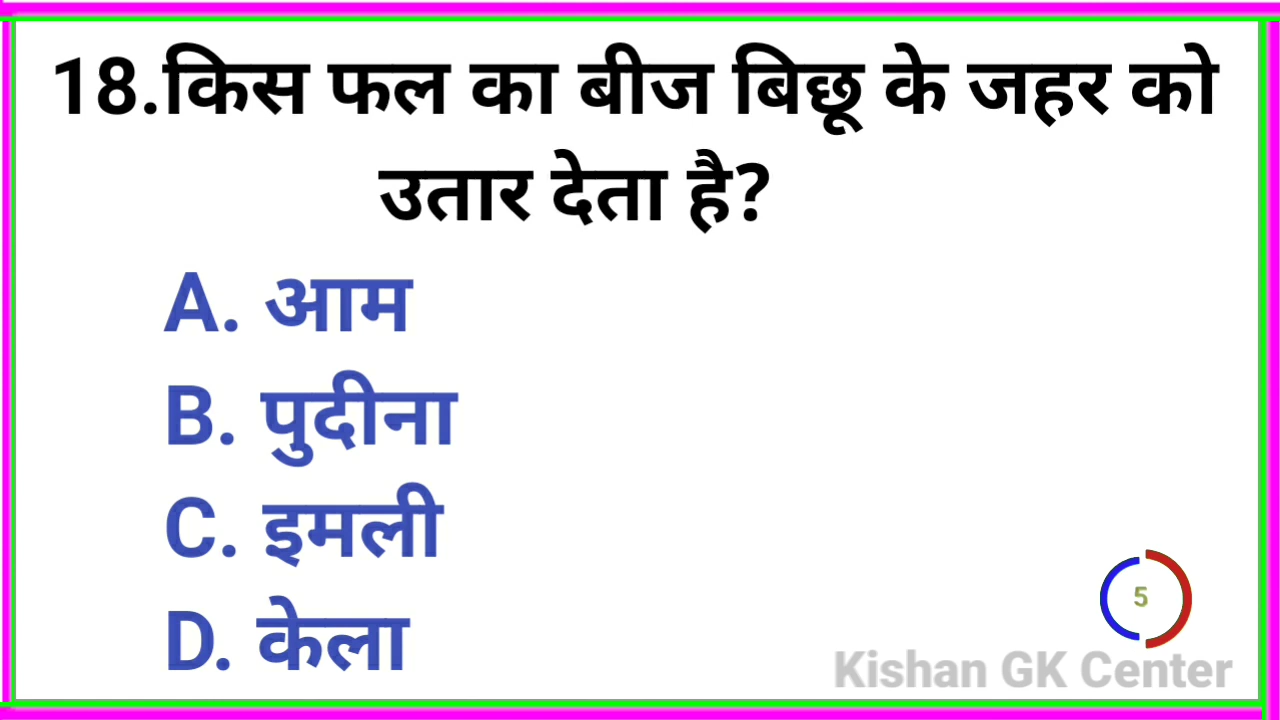 18.किस फल का बीज बिछू के जहर को
उतार देता है?
A. आम
B. पुदीना
C. इमली
D. केला
5
Kishan GK Center